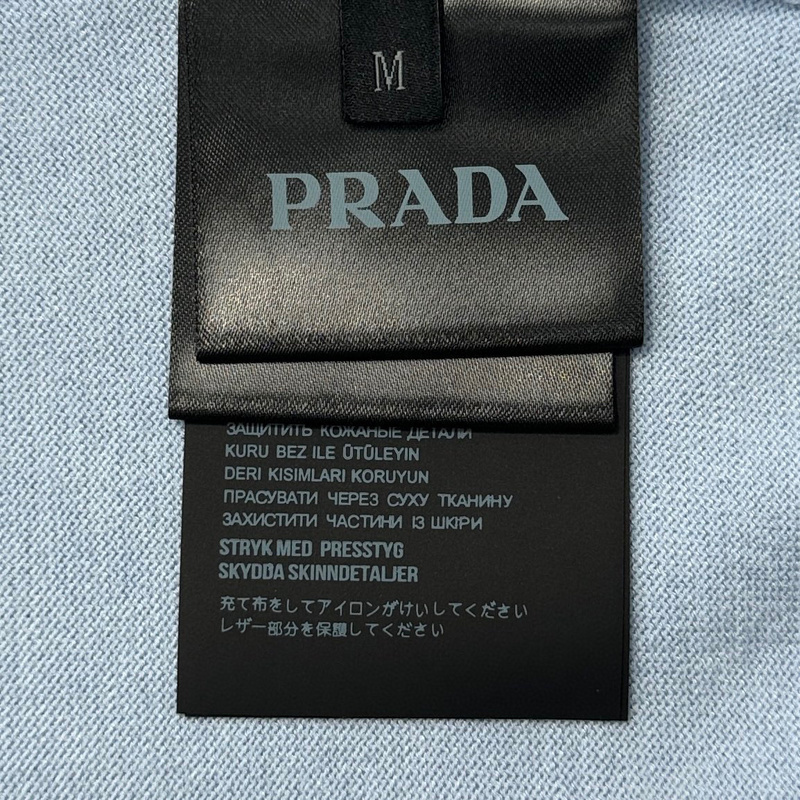 M
PRADA
ЗАЩИТИТЬ КОЖАНЫЕ ДЕТАЛИ
KURU BEZ ILE ŪTŪLEYIN
DERI KISIMLARI KORUYUN
ПРАСУВАТИ ЧЕРЕЗ СУХУ ТКАНИНУ
ЗАХИСТИТИ ЧАСТИНИ ІЗ ШКІРИ
STRYK MED PRESSTYG
SKYDDA SKINNDETALJER
充て布をしてアイロンがけいしてください
レザー部分を保護してください